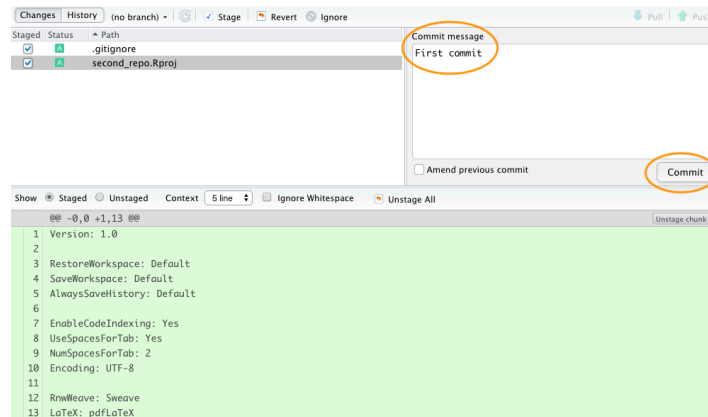 Changes History (no branch) Stage Revert Ignore Pull Push
Staged Status Path
A .gitignore
A second_repo.Rproj
Commit message
First commit
Amend previous commit
Commit
Show Staged Unstaged Context 5 line Ignore Whitespace Unstage All
@@ -0,0 +1,13 @@ Unstage chunk
1 Version: 1.0
2
3 RestoreWorkspace: Default
4 SaveWorkspace: Default
5 AlwaysSaveHistory: Default
6
7 EnableCodeIndexing: Yes
8 UseSpacesForTab: Yes
9 NumSpacesForTab: 2
10 Encoding: UTF-8
11
12 RnwWeave: Sweave
13 LaTeX: pdfLaTeX